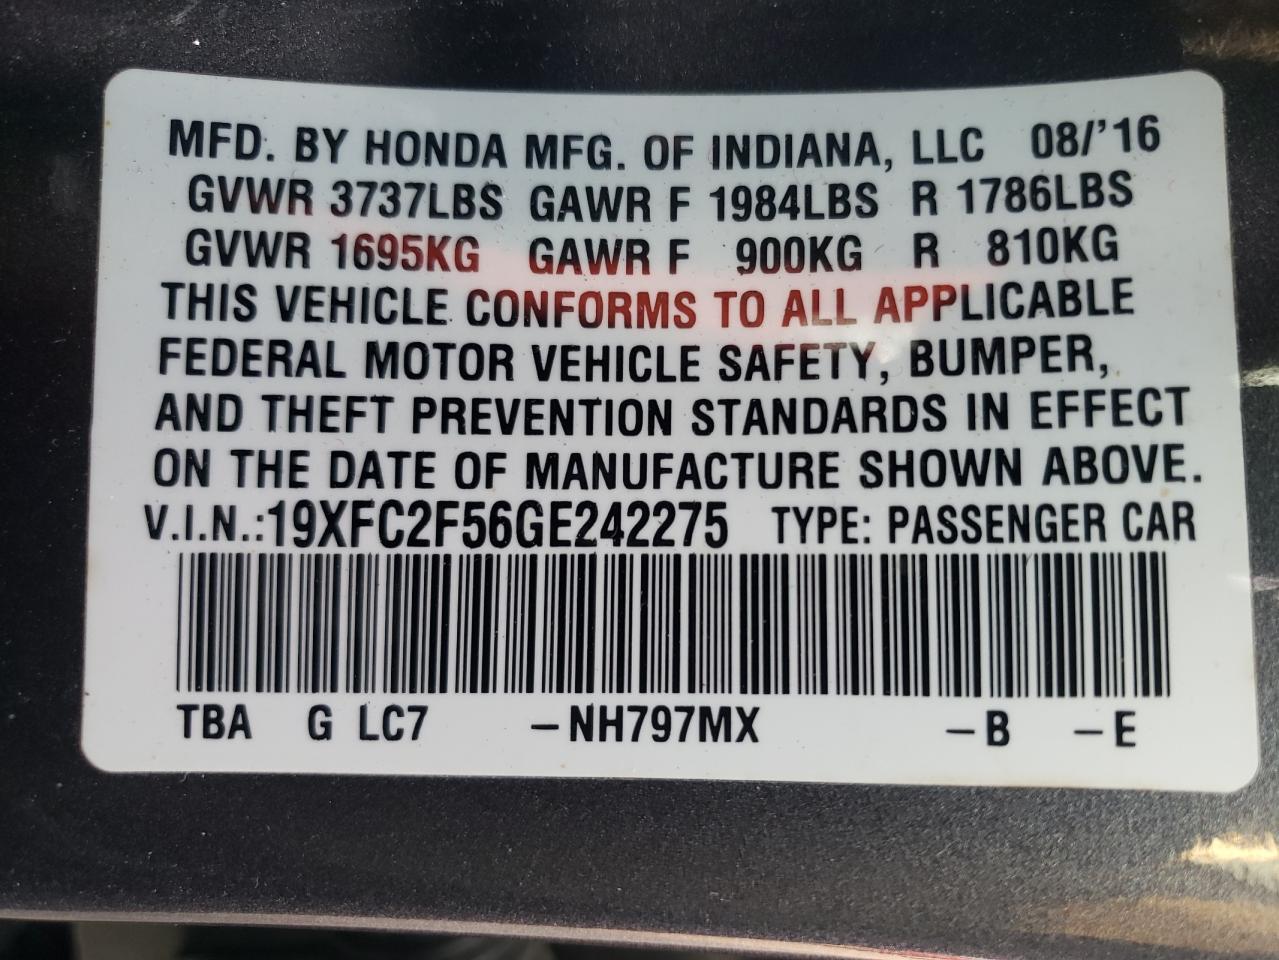 MFD. BY HONDA MFG. OF INDIANA, LLC 08/'16
GVWR 3737LBS GAWR F 1984LBS R 1786LBS
GVWR 1695KG GAWR F 900KG R 810KG
THIS VEHICLE CONFORMS TO ALL APPLICABLE
FEDERAL MOTOR VEHICLE SAFETY, BUMPER,
AND THEFT PREVENTION STANDARDS IN EFFECT
ON THE DATE OF MANUFACTURE SHOWN ABOVE.
V.I.N.:19XFC2F56GE242275 TYPE: PASSENGER CAR
TBA G LC7 –NH797MX –B –E